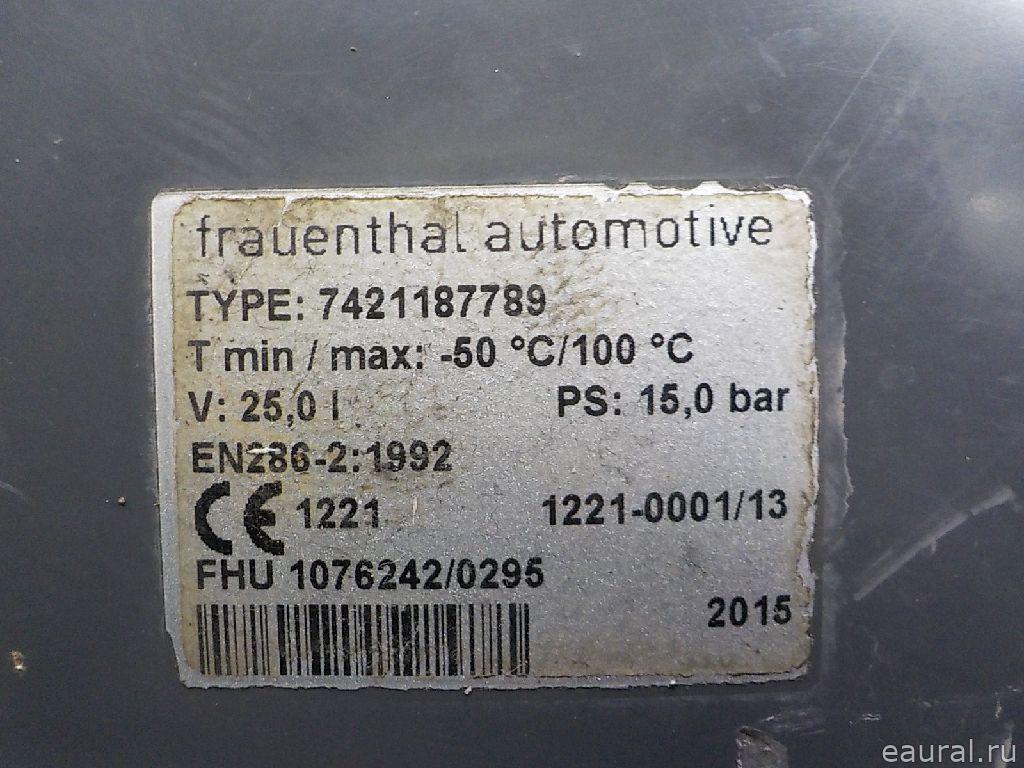 frauenthal automotive
TYPE: 7421187789
T min / max: -50 °C/100 °C
V: 25,0 l PS: 15,0 bar
EN286-2:1992
CE 1221 1221-0001/13
FHU 1076242/0295
2015
eaural.ru